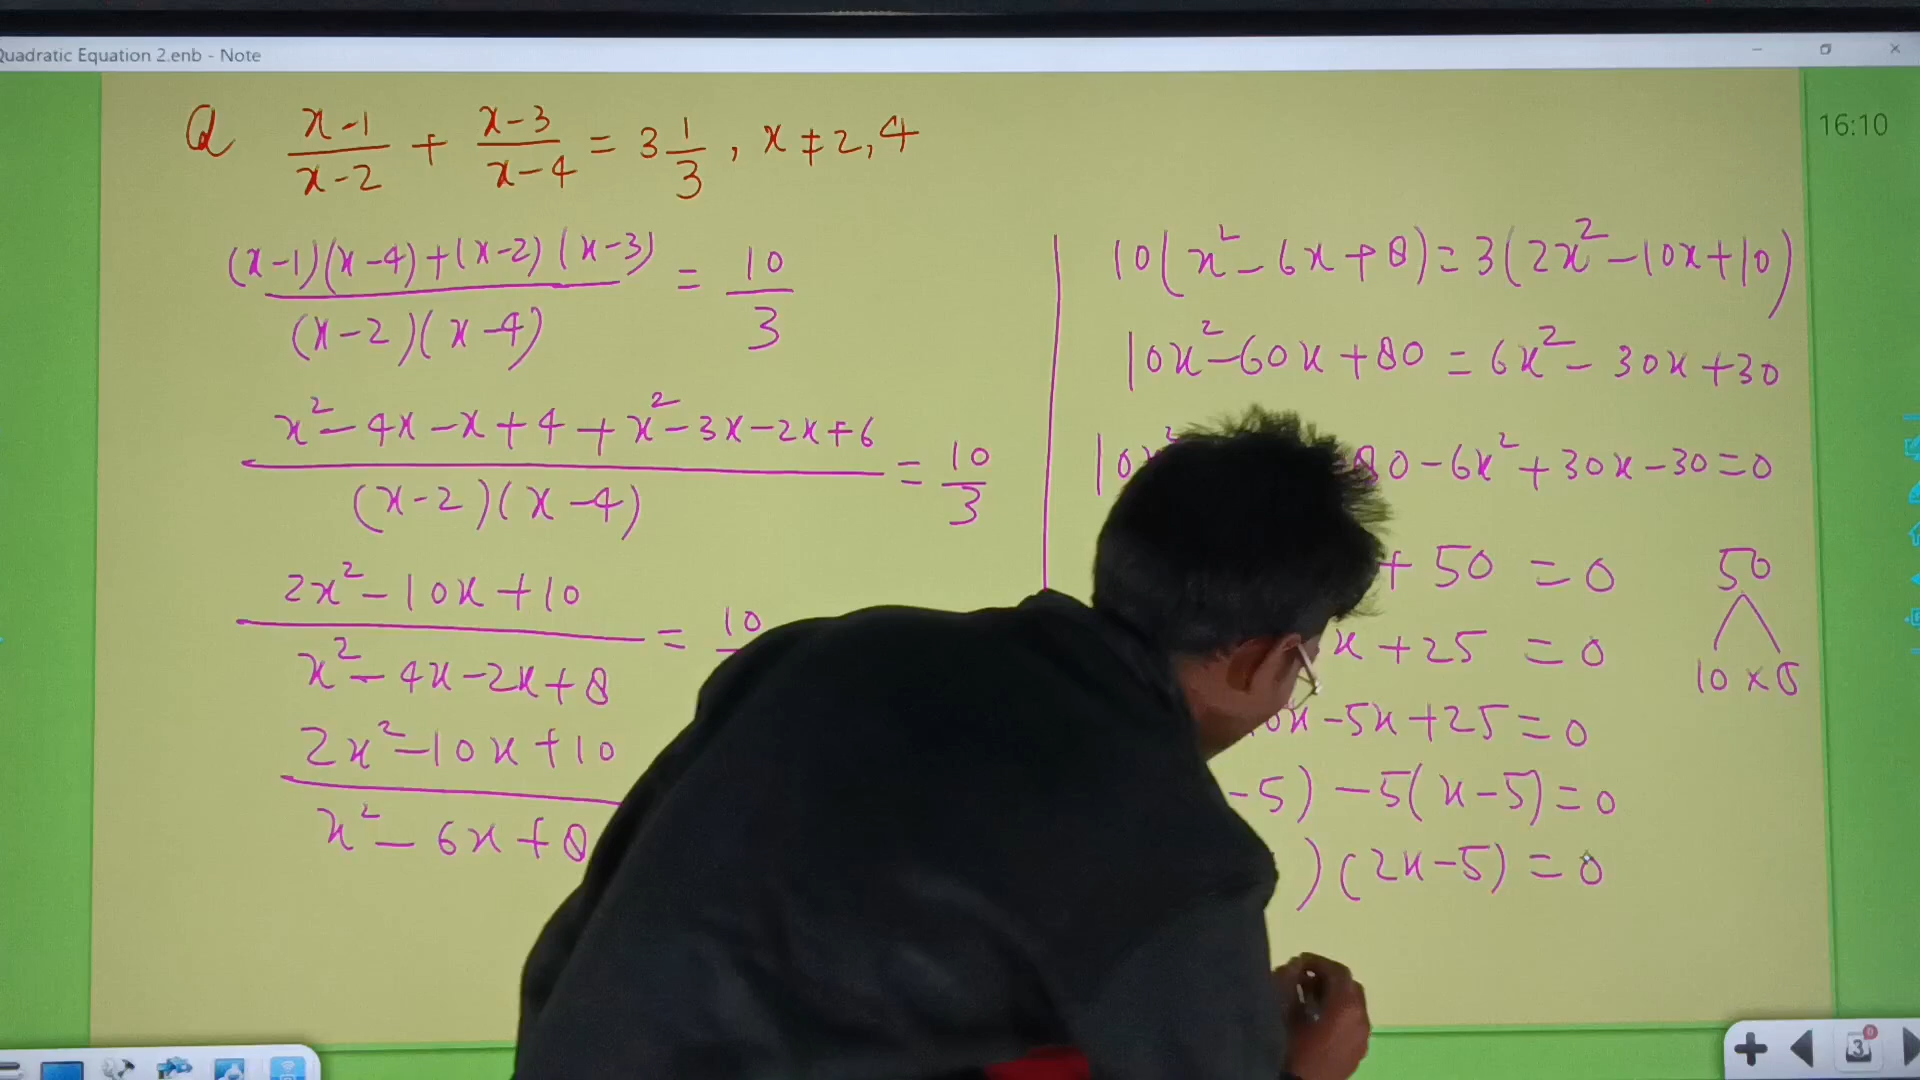 Quadratic Equation 2.enb - Note
16:10
Q (x-1)/(x-2) + (x-3)/(x-4) = 3 1/3, x ≠ 2, 4
((x-1)(x-4)+(x-2)(x-3))/((x-2)(x-4)) = 10/3
(x²-4x-x+4+x²-3x-2x+6)/((x-2)(x-4)) = 10/3
(2x²-10x+10)/(x²-4x-2x+8) = 10
(2x²-10x+10)/(x²-6x+8)
10(x²-6x+8)=3(2x²-10x+10)
10x²-60x+80=6x²-30x+30
10x² 80-6x²+30x-30=0
+50=0
x+25=0
0x-5x+25=0
-5)-5(x-5)=0
)(2x-5)=0
50
10×5
3